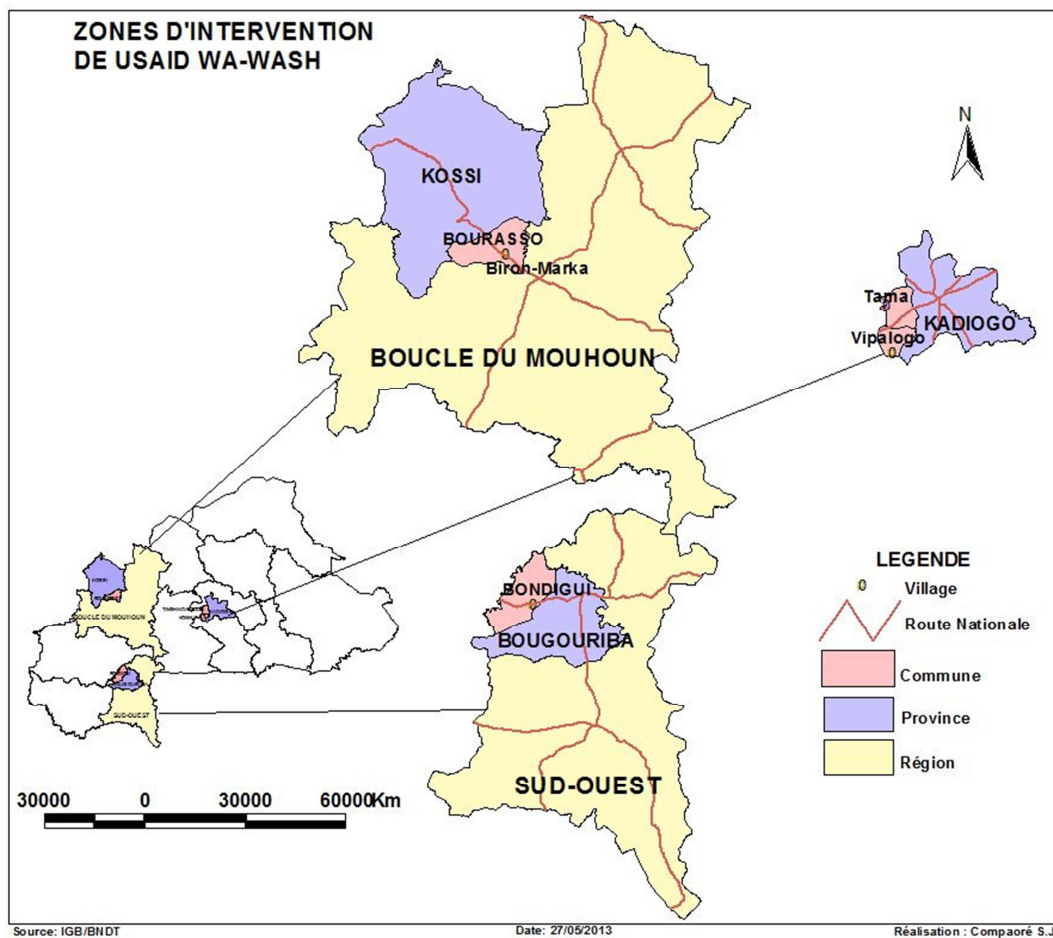 ZONES D'INTERVENTION
DE USAID WA-WASH
KOSSI
BOURASSO
Biron-Marka
BOUCLE DU MOUHOUN
N
Tama
KADIOGO
Vipalogo
BONDIGUI
BOUGOURIBA
SUD-OUEST
KOSSI
BOUCLE DU MOUHOUN
SUD-OUEST
LEGENDE
Village
Route Nationale
Commune
Province
Région
30000 0 30000 60000Km
Source: IGB/BNDT
Date: 27/05/2013
Réalisation : Compaoré S.J